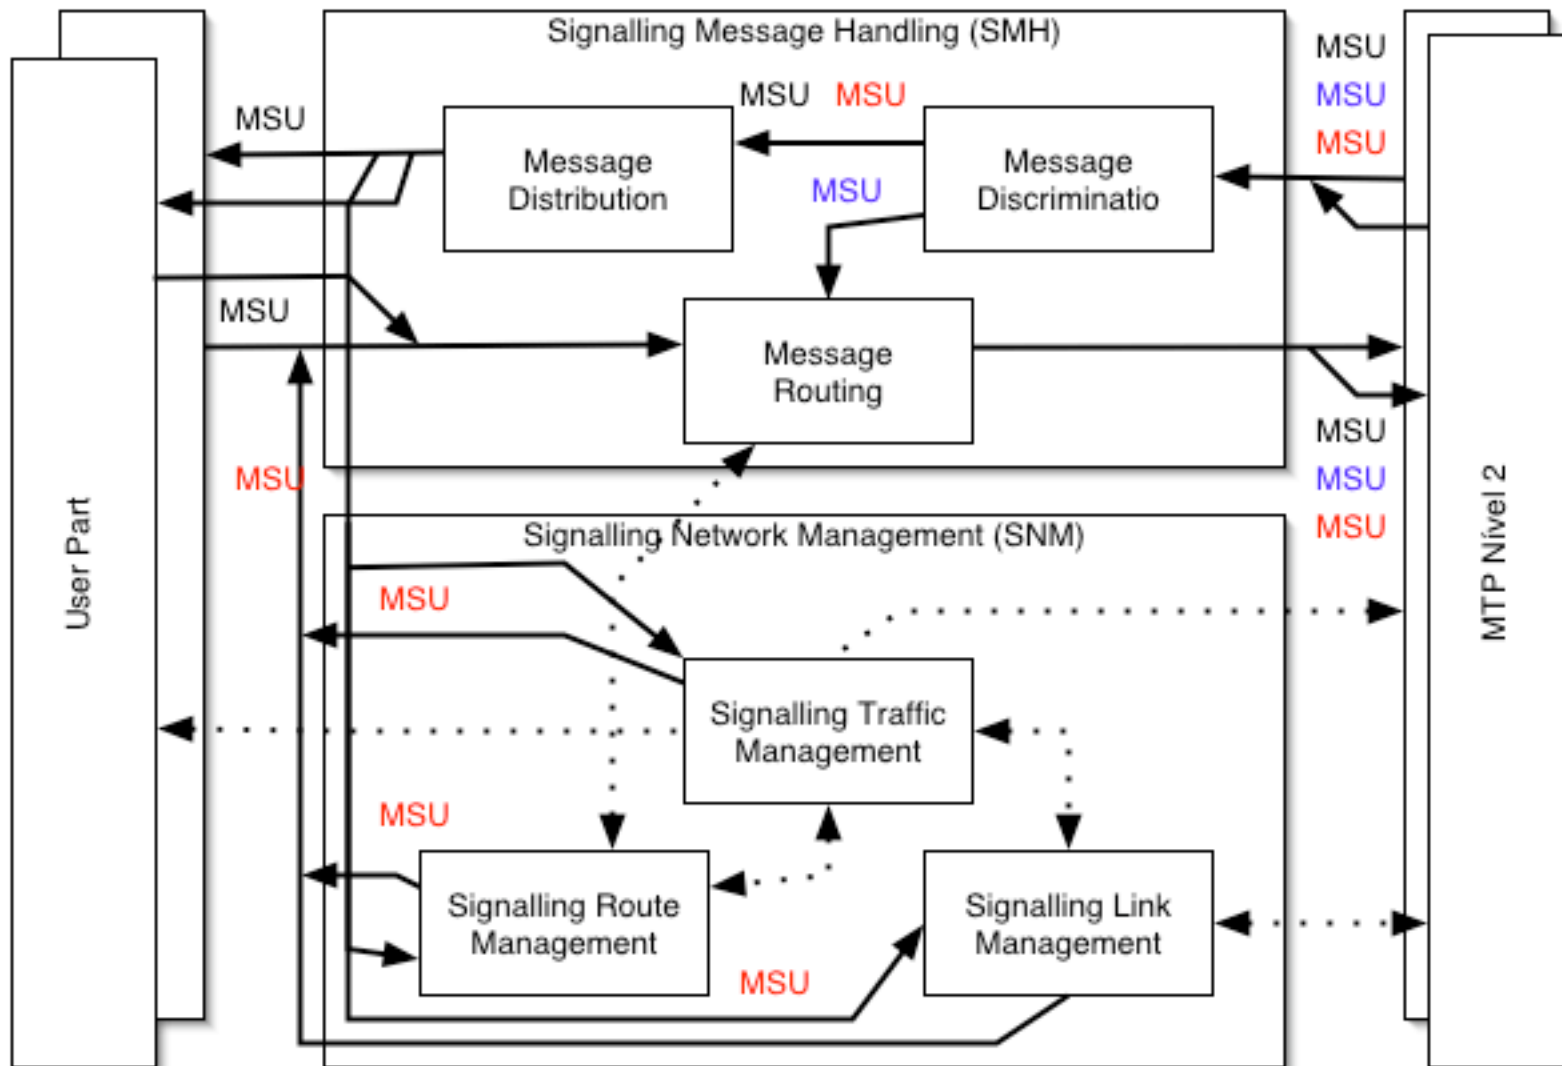 Signalling Message Handling (SMH)
MSU
MSU
MSU
MSU
MSU MSU
Message
Distribution
Message
Discriminatio
MSU
MSU
Message
Routing
MSU
MSU
MSU
MSU
User Part
MTP Nível 2
Signalling Network Management (SNM)
MSU
Signalling Traffic
Management
MSU
Signalling Route
Management
Signalling Link
Management
MSU